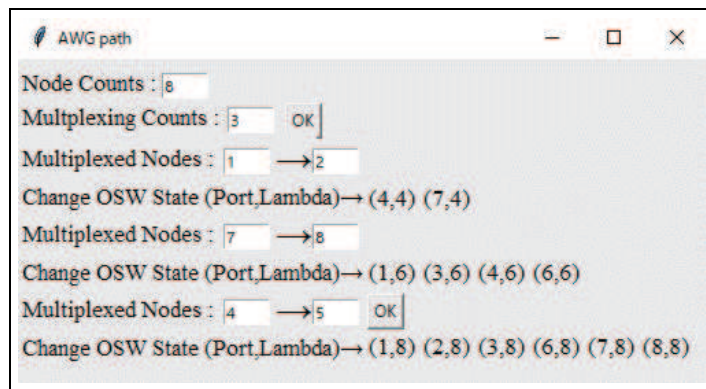 AWG path
Node Counts : 8
Multplexing Counts : 3 OK
Multiplexed Nodes : 1 →2
Change OSW State (Port,Lambda)→ (4,4) (7,4)
Multiplexed Nodes : 7 →8
Change OSW State (Port,Lambda)→ (1,6) (3,6) (4,6) (6,6)
Multiplexed Nodes : 4 →5 OK
Change OSW State (Port,Lambda)→ (1,8) (2,8) (3,8) (6,8) (7,8) (8,8)